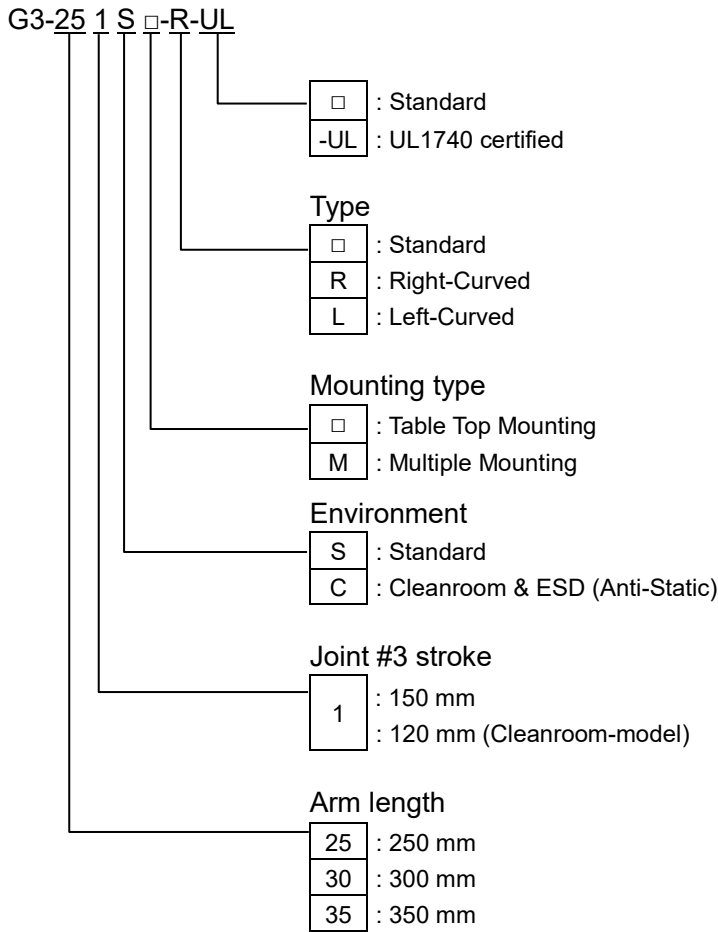 G3-25 1 S □-R-UL
□ : Standard
-UL : UL1740 certified
Type
□ : Standard
R : Right-Curved
L : Left-Curved
Mounting type
□ : Table Top Mounting
M : Multiple Mounting
Environment
S : Standard
C : Cleanroom & ESD (Anti-Static)
Joint #3 stroke
1 : 150 mm
: 120 mm (Cleanroom-model)
Arm length
25 : 250 mm
30 : 300 mm
35 : 350 mm